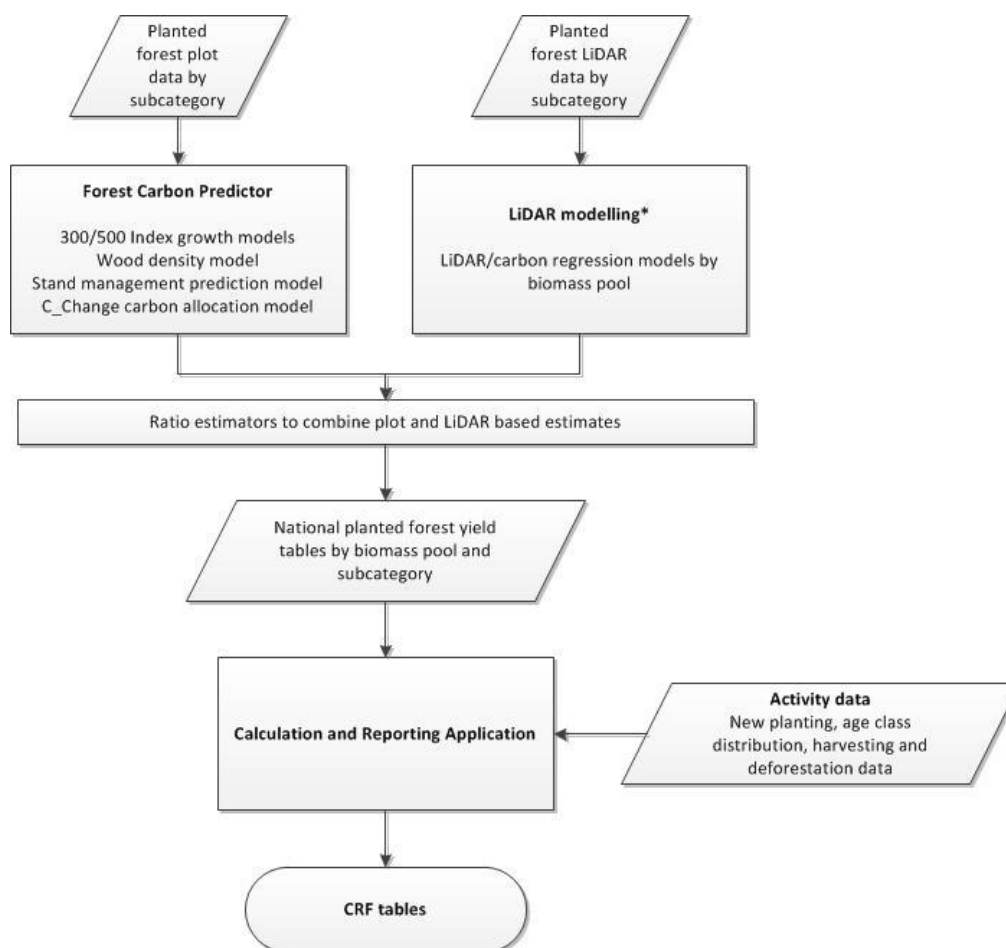 Planted
forest plot
data by
subcategory
Planted
forest LiDAR
data by
subcategory
Forest Carbon Predictor
300/500 Index growth models
Wood density model
Stand management prediction model
C_Change carbon allocation model
LiDAR modelling*
LiDAR/carbon regression models by
biomass pool
Ratio estimators to combine plot and LiDAR based estimates
National planted forest yield
tables by biomass pool and
subcategory
Calculation and Reporting Application
Activity data
New planting, age class
distribution, harvesting and
deforestation data
CRF tables